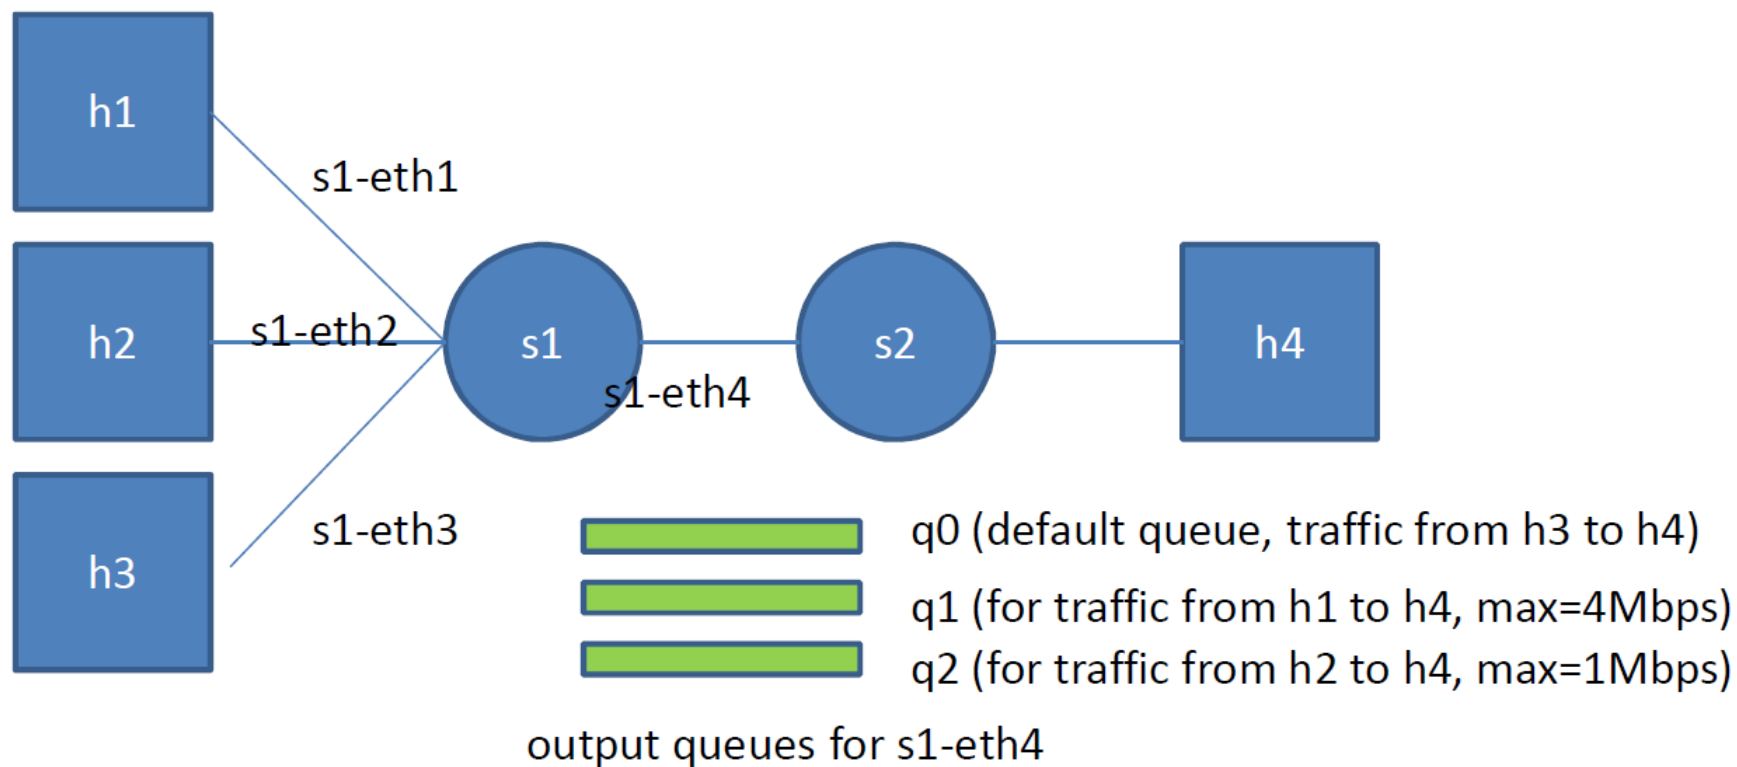 h1
s1-eth1
h2
s1-eth2
s1
s2
h4
s1-eth4
h3
s1-eth3
q0 (default queue, traffic from h3 to h4)
q1 (for traffic from h1 to h4, max=4Mbps)
q2 (for traffic from h2 to h4, max=1Mbps)
output queues for s1-eth4